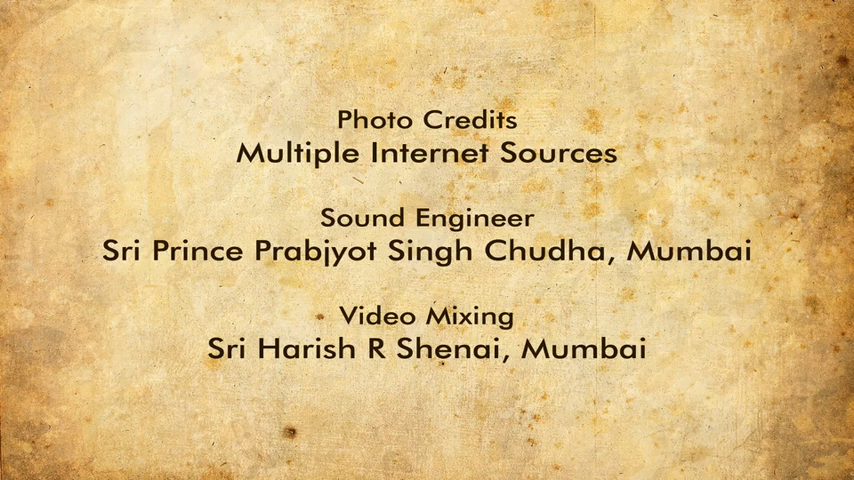 Photo Credits
Multiple Internet Sources
Sound Engineer
Sri Prince Prabjyot Singh Chudha, Mumbai
Video Mixing
Sri Harish R Shenai, Mumbai